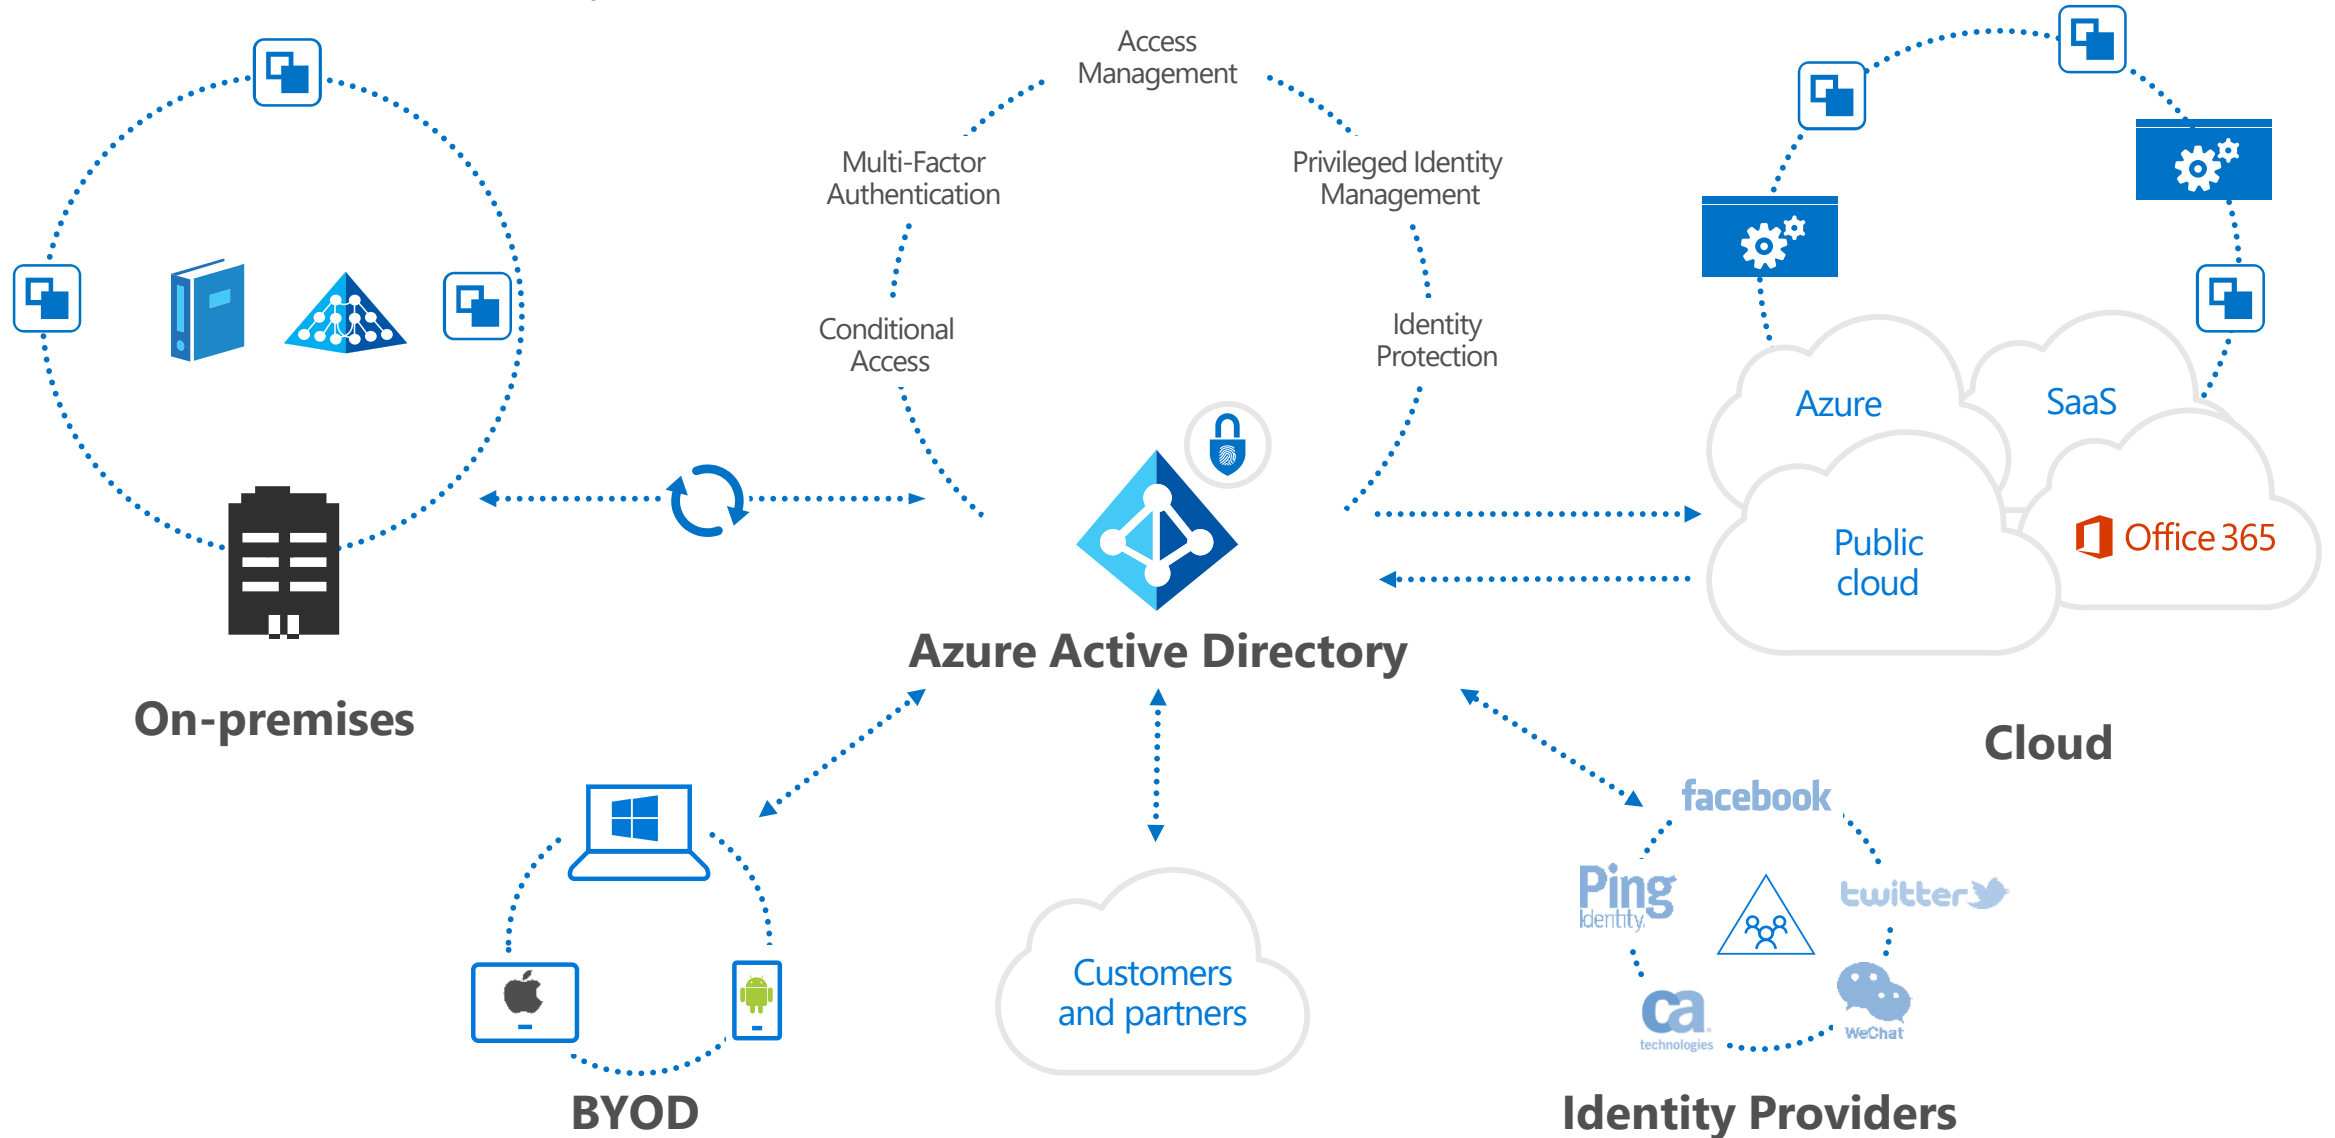 Access
Management
Multi-Factor
Authentication
Privileged Identity
Management
Conditional
Access
Identity
Protection
Azure
SaaS
Public
cloud
Office 365
Azure Active Directory
On-premises
Cloud
facebook
Ping
Identity
twitter
Customers
and partners
ca
technologies
WeChat
BYOD
Identity Providers